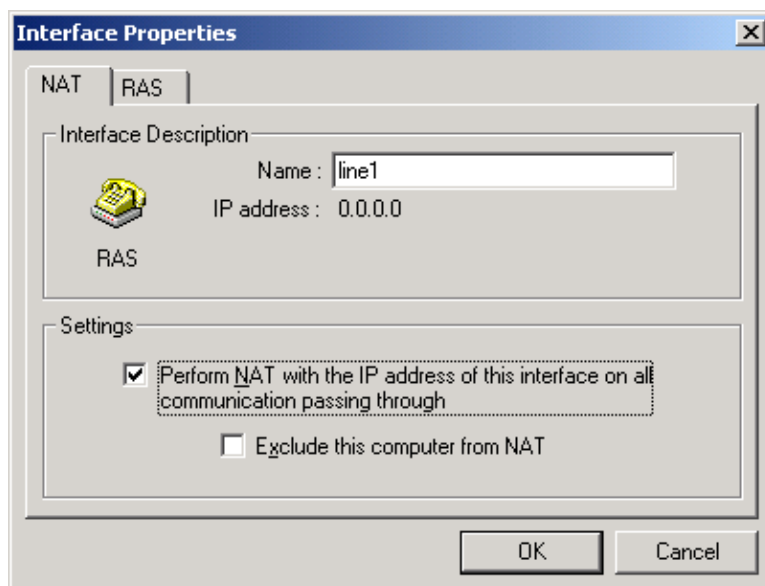 Interface Properties
NAT
RAS
Interface Description
Name : line1
IP address : 0.0.0.0
RAS
Settings
Perform NAT with the IP address of this interface on all
communication passing through
Exclude this computer from NAT
OK
Cancel